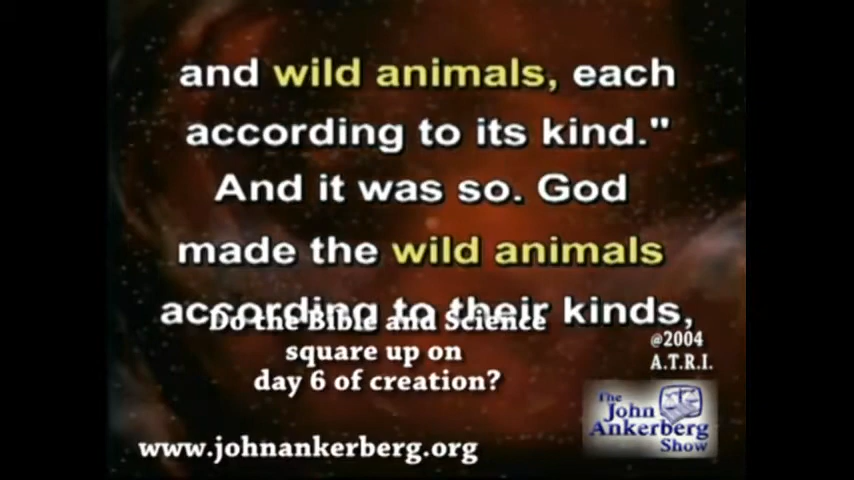 and wild animals, each
according to its kind."
And it was so. God
made the wild animals
according to their kinds,
Do the Bible and Science
square up on
day 6 of creation?
@2004
A.T.R.I.
The
John
Ankerberg
Show
www.johnankerberg.org